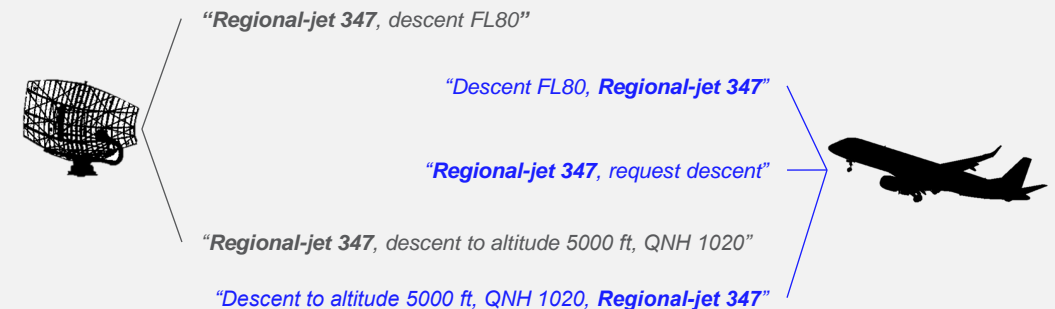 “Regional-jet 347, descent FL80”
“Descent FL80, Regional-jet 347”
“Regional-jet 347, request descent”
“Regional-jet 347, descent to altitude 5000 ft, QNH 1020”
“Descent to altitude 5000 ft, QNH 1020, Regional-jet 347”